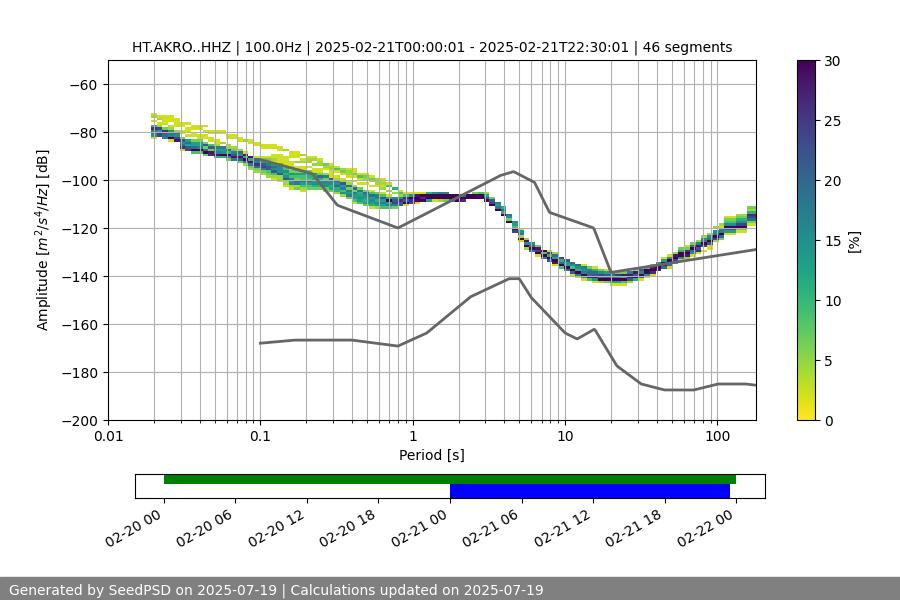 HT.AKRO..HHZ | 100.0Hz | 2025-02-21T00:00:01 - 2025-02-21T22:30:01 | 46 segments
Amplitude [m²/s⁴/Hz] [dB]
−60
−80
−100
−120
−140
−160
−180
−200
0.01 0.1 1 10 100
Period [s]
30
25
20
15
10
5
0
[%]
02-20 00 02-20 06 02-20 12 02-20 18 02-21 00 02-21 06 02-21 12 02-21 18 02-22 00
Generated by SeedPSD on 2025-07-19 | Calculations updated on 2025-07-19